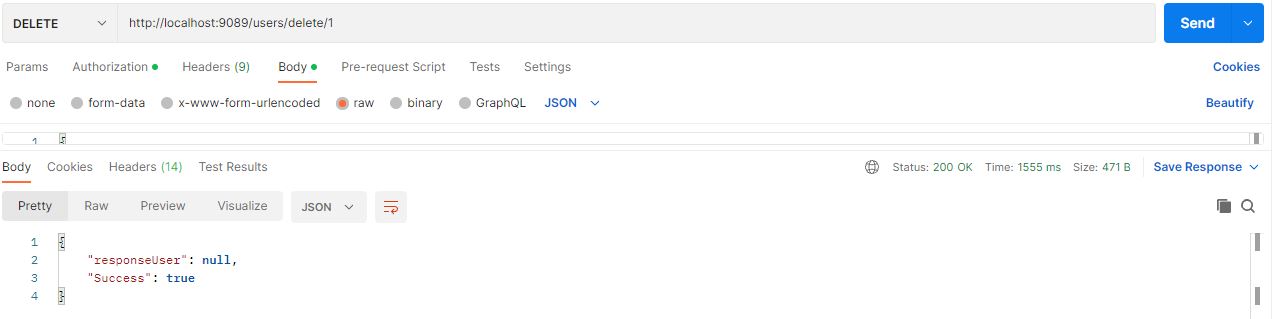 DELETE http://localhost:9089/users/delete/1 Send
Params Authorization Headers (9) Body Pre-request Script Tests Settings Cookies
none form-data x-www-form-urlencoded raw binary GraphQL JSON Beautify
1 {
Body Cookies Headers (14) Test Results Status: 200 OK Time: 1555 ms Size: 471 B Save Response
Pretty Raw Preview Visualize JSON
1 {
2 "responseUser": null,
3 "Success": true
4 }